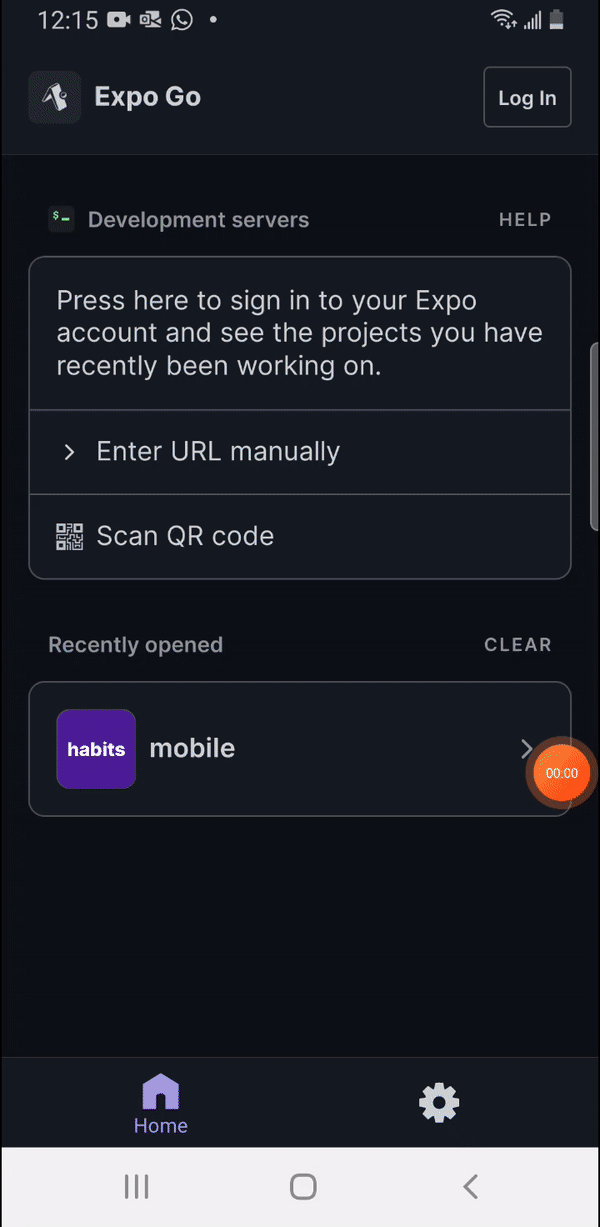 12:15
Expo Go
Log In
Development servers
HELP
Press here to sign in to your Expo
account and see the projects you have
recently been working on.
Enter URL manually
Scan QR code
Recently opened
CLEAR
habits
mobile
00:00
Home